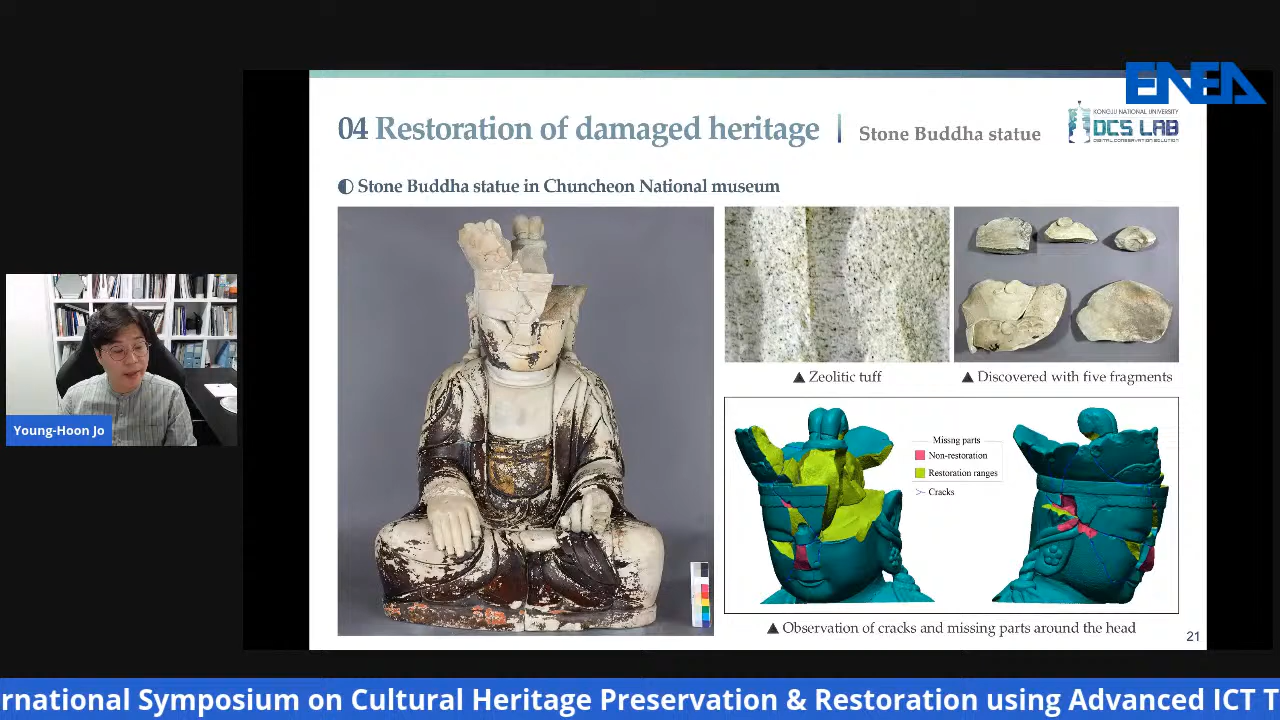 ENEA
04 Restoration of damaged heritage
Stone Buddha statue
KONGJU NATIONAL UNIVERSITY
DCS LAB
DIGITAL CONSERVATION SOLUTION
Stone Buddha statue in Chuncheon National museum
▲ Zeolitic tuff
▲ Discovered with five fragments
Missng parts
Non-restoration
Restoration ranges
Cracks
▲ Observation of cracks and missing parts around the head
21
Young-Hoon Jo
rnational Symposium on Cultural Heritage Preservation & Restoration using Advanced ICT T